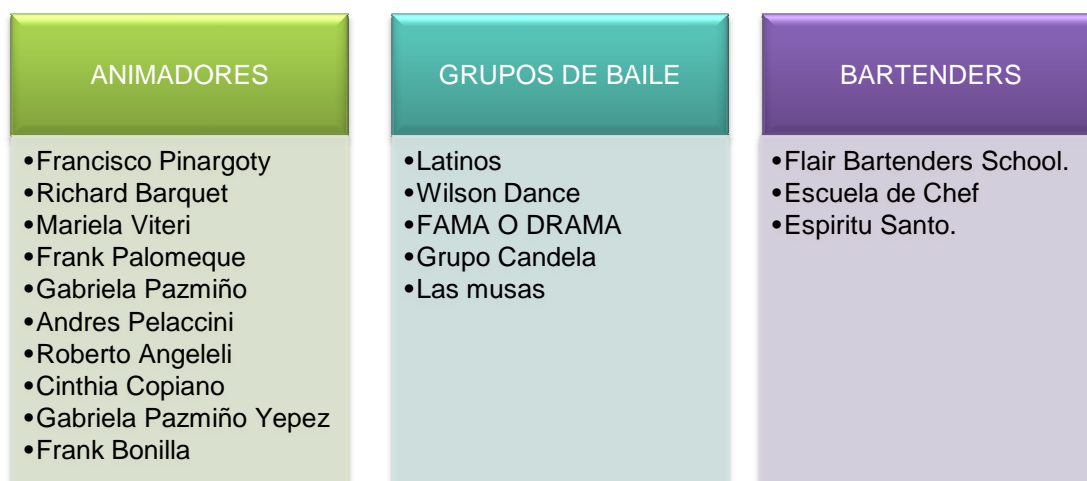 ANIMADORES
•Francisco Pinargoty
•Richard Barquet
•Mariela Viteri
•Frank Palomeque
•Gabriela Pazmiño
•Andres Pelaccini
•Roberto Angeleli
•Cinthia Copiano
•Gabriela Pazmiño Yepez
•Frank Bonilla
GRUPOS DE BAILE
•Latinos
•Wilson Dance
•FAMA O DRAMA
•Grupo Candela
•Las musas
BARTENDERS
•Flair Bartenders School.
•Escuela de Chef
•Espiritu Santo.